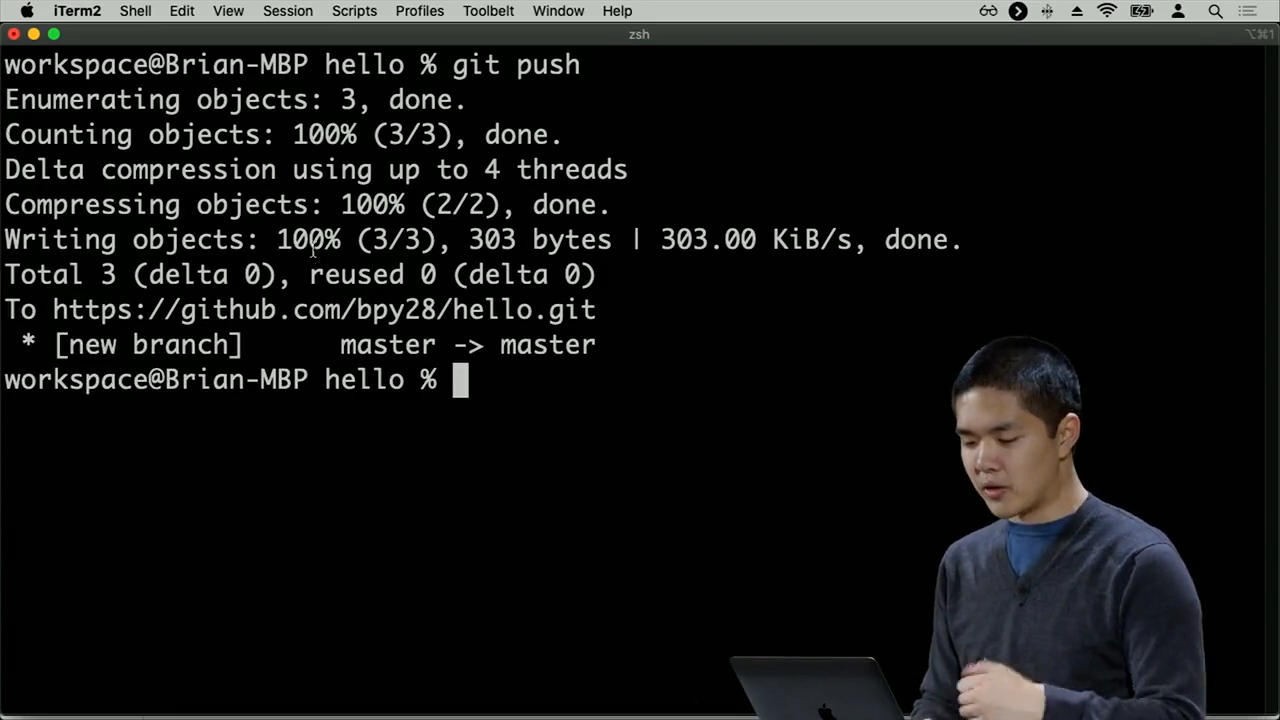 iTerm2 Shell Edit View Session Scripts Profiles Toolbelt Window Help
zsh
⌥⌘1
workspace@Brian-MBP hello % git push
Enumerating objects: 3, done.
Counting objects: 100% (3/3), done.
Delta compression using up to 4 threads
Compressing objects: 100% (2/2), done.
Writing objects: 100% (3/3), 303 bytes | 303.00 KiB/s, done.
Total 3 (delta 0), reused 0 (delta 0)
To https://github.com/bpy28/hello.git
 * [new branch]      master -> master
workspace@Brian-MBP hello %